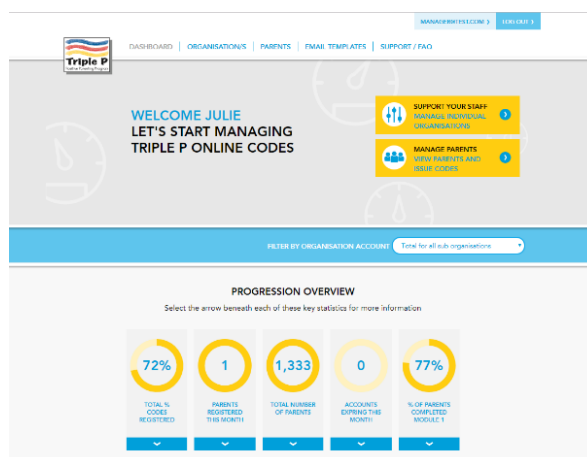 MANAGER@TEST.COM > LOG OUT >
DASHBOARD | ORGANISATION/S | PARENTS | EMAIL TEMPLATES | SUPPORT / FAQ
Triple P
WELCOME JULIE
LET'S START MANAGING
TRIPLE P ONLINE CODES
SUPPORT YOUR STAFF
MANAGE INDIVIDUAL
ORGANISATIONS
MANAGE PARENTS
VIEW PARENTS AND
ISSUE CODES
FILTER BY ORGANISATION ACCOUNT Total for all sub organisations
PROGRESSION OVERVIEW
Select the arrow beneath each of these key statistics for more information
72% 1 1,333 0 77%
TOTAL % PARENTS TOTAL NUMBER ACCOUNTS % OF PARENTS
CODES REGISTERED OF PARENTS EXPIRING THIS COMPLETED
REGISTERED THIS MONTH MONTH MODULE 1